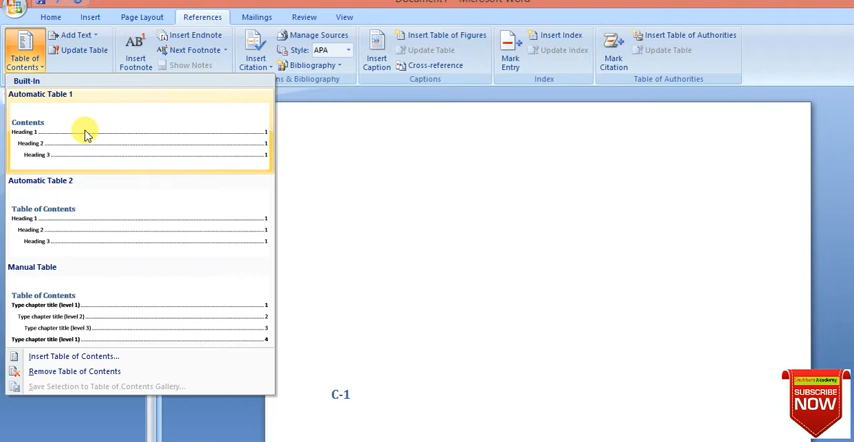 Document7 - Microsoft Word
Home Insert Page Layout References Mailings Review View
Table of Contents
Add Text
Update Table
AB¹
Insert Footnote
Insert Endnote
Next Footnote
Show Notes
Insert Citation
Manage Sources
Style: APA
Bibliography
ns & Bibliography
Insert Caption
Insert Table of Figures
Update Table
Cross-reference
Captions
Mark Entry
Insert Index
Update Index
Index
Mark Citation
Insert Table of Authorities
Update Table
Table of Authorities
Built-In
Automatic Table 1
Contents
Heading 1 1
Heading 2 1
Heading 3 1
Automatic Table 2
Table of Contents
Heading 1 1
Heading 2 1
Heading 3 1
Manual Table
Table of Contents
Type chapter title (level 1) 1
Type chapter title (level 2) 2
Type chapter title (level 3) 3
Type chapter title (level 1) 4
Insert Table of Contents...
Remove Table of Contents
Save Selection to Table of Contents Gallery...
C-1
Academy
SUBSCRIBE
NOW